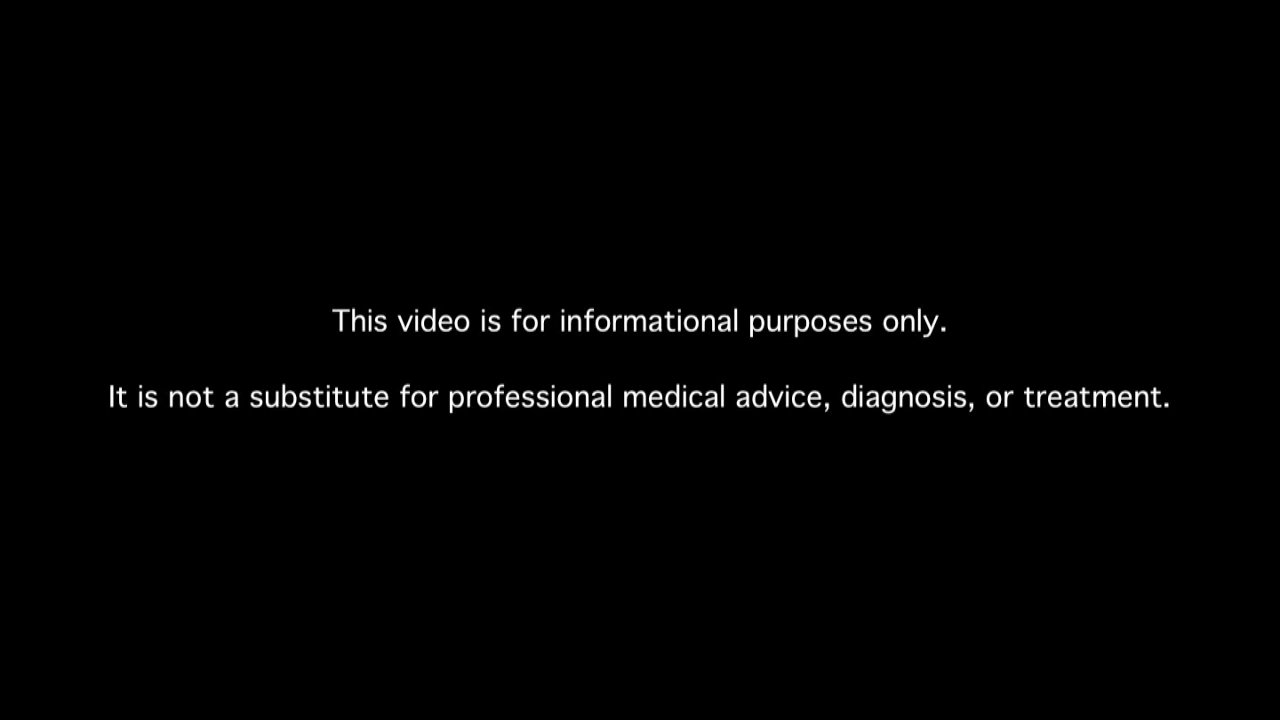 This video is for informational purposes only.
It is not a substitute for professional medical advice, diagnosis, or treatment.